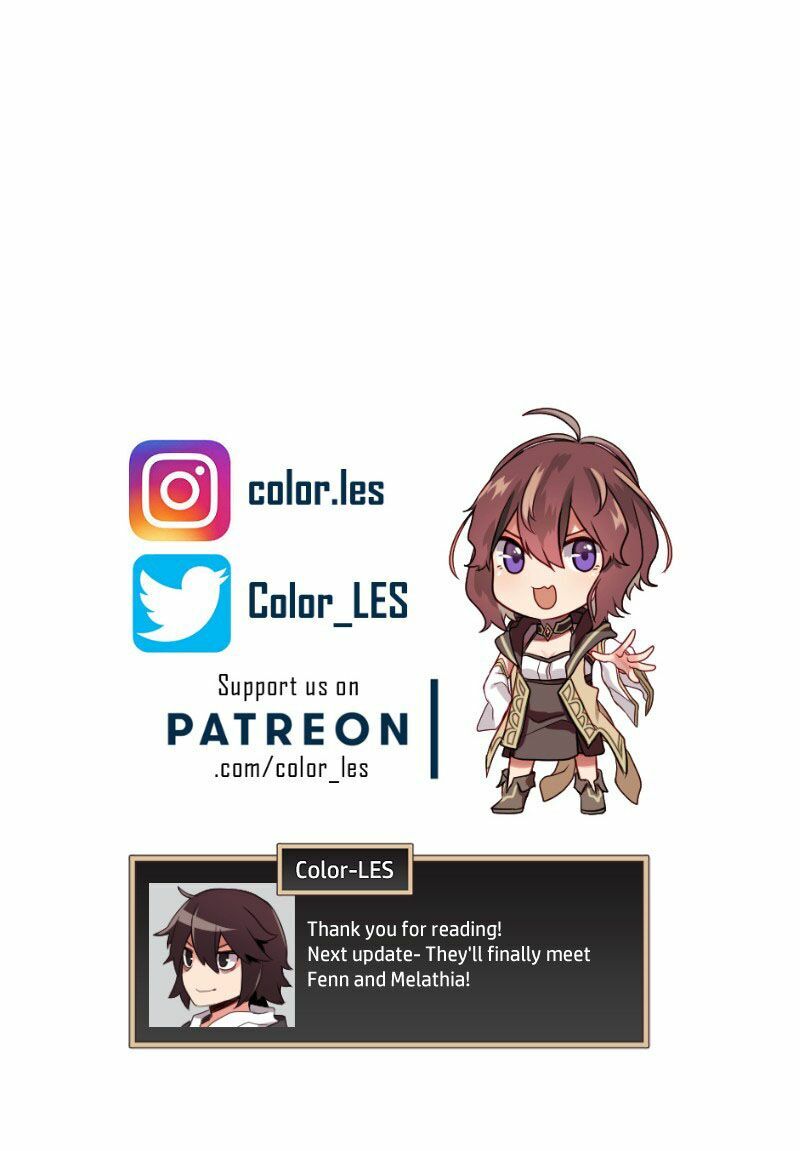 color.les
Color_LES
Support us on
PATREON
.com/color_les
Color-LES
Thank you for reading!
Next update- They'll finally meet
Fenn and Melathia!